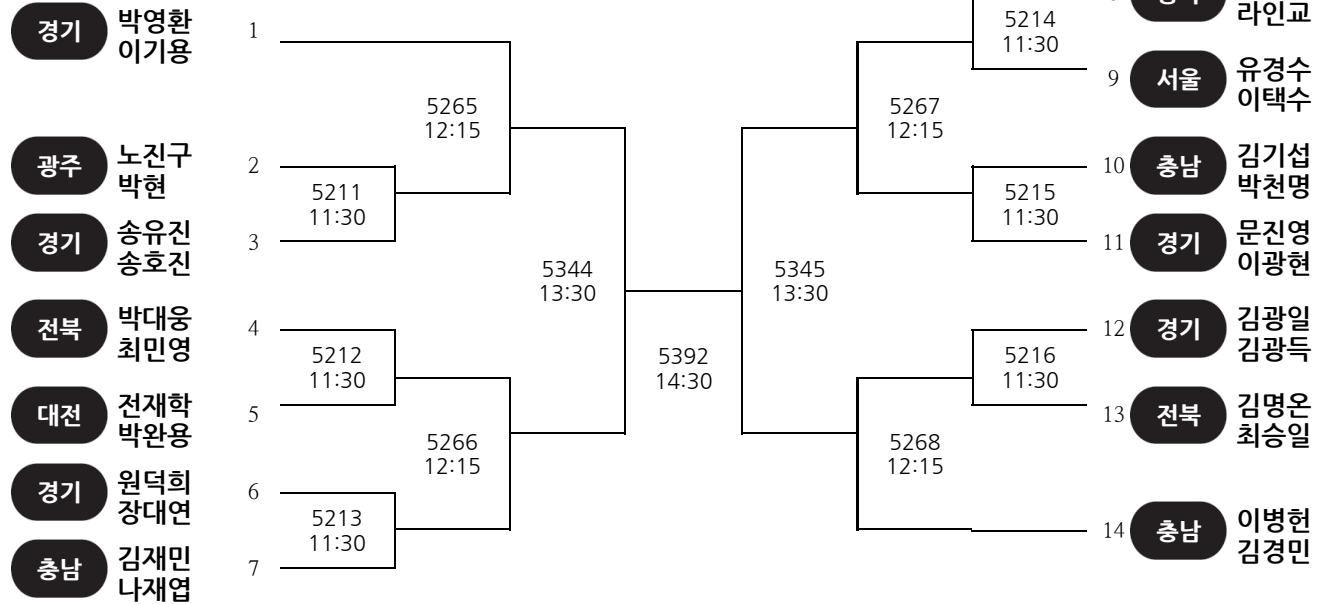 경기
박영환
이기용
1
광주
노진구
박현
2
경기
송유진
송호진
3
전북
박대웅
최민영
4
대전
전재학
박완용
5
경기
원덕희
장대연
6
충남
김재민
나재엽
7
5265
12:15
5211
11:30
5212
11:30
5266
12:15
5213
11:30
5344
13:30
5392
14:30
5345
13:30
5214
11:30
5267
12:15
5215
11:30
5216
11:30
5268
12:15
라인교
9
서울
유경수
이택수
10
충남
김기섭
박천명
11
경기
문진영
이광현
12
경기
김광일
김광득
13
전북
김명온
최승일
14
충남
이병헌
김경민